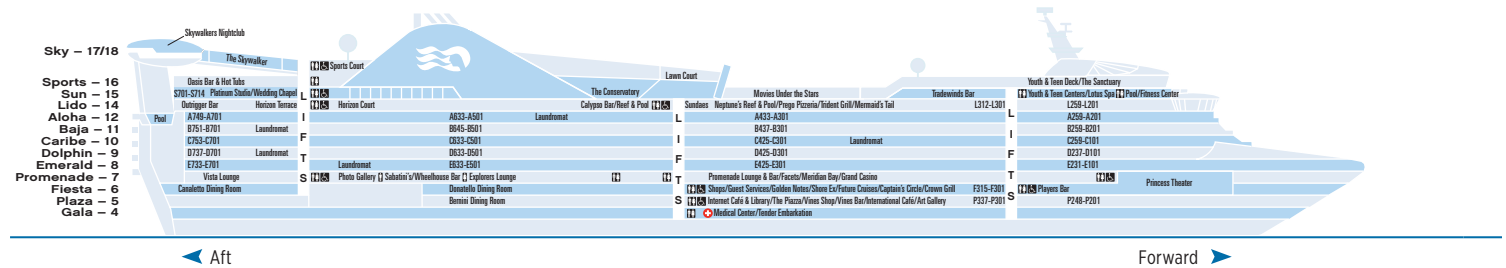 Skywalkers Nightclub
Sky – 17/18
The Skywalker
Sports Court
Lawn Court
Sports – 16
Oasis Bar & Hot Tubs
Youth & Teen Deck/The Sanctuary
Sun – 15
S701-S714 Platinum Studio/Wedding Chapel
The Conservatory
Movies Under the Stars
Tradewinds Bar
Youth & Teen Centers/Lotus Spa
Pool/Fitness Center
Lido – 14
Outrigger Bar
Horizon Terrace
Horizon Court
Calypso Bar/Reef & Pool
Sundaes
Neptune's Reef & Pool/Prego Pizzeria/Trident Grill/Mermaid's Tail
L312-L301
L259-L201
Aloha – 12
Pool
A749-A701
A633-A501
Laundromat
A433-A301
A259-A201
Baja – 11
B751-B701
Laundromat
B645-B501
B437-B301
B259-B201
Caribe – 10
C753-C701
C633-C501
C425-C301
Laundromat
C259-C101
Dolphin – 9
D737-D701
Laundromat
D633-D501
D425-D301
D237-D101
Emerald – 8
E733-E701
Laundromat
E633-E501
E425-E301
E231-E101
Promenade – 7
Vista Lounge
Photo Gallery
Sabatini's/Wheelhouse Bar
Explorers Lounge
Promenade Lounge & Bar/Facets/Meridian Bay/Grand Casino
Princess Theater
Fiesta – 6
Canaletto Dining Room
Donatello Dining Room
Shops/Guest Services/Golden Notes/Shore Ex/Future Cruises/Captain's Circle/Crown Grill
F315-F301
Players Bar
Plaza – 5
Bernini Dining Room
Internet Café & Library/The Piazza/Vines Shop/Vines Bar/International Café/Art Gallery
P337-P301
P248-P201
Gala – 4
Medical Center/Tender Embarkation
LIFTS
LIFTS
LIFTS
Aft
Forward